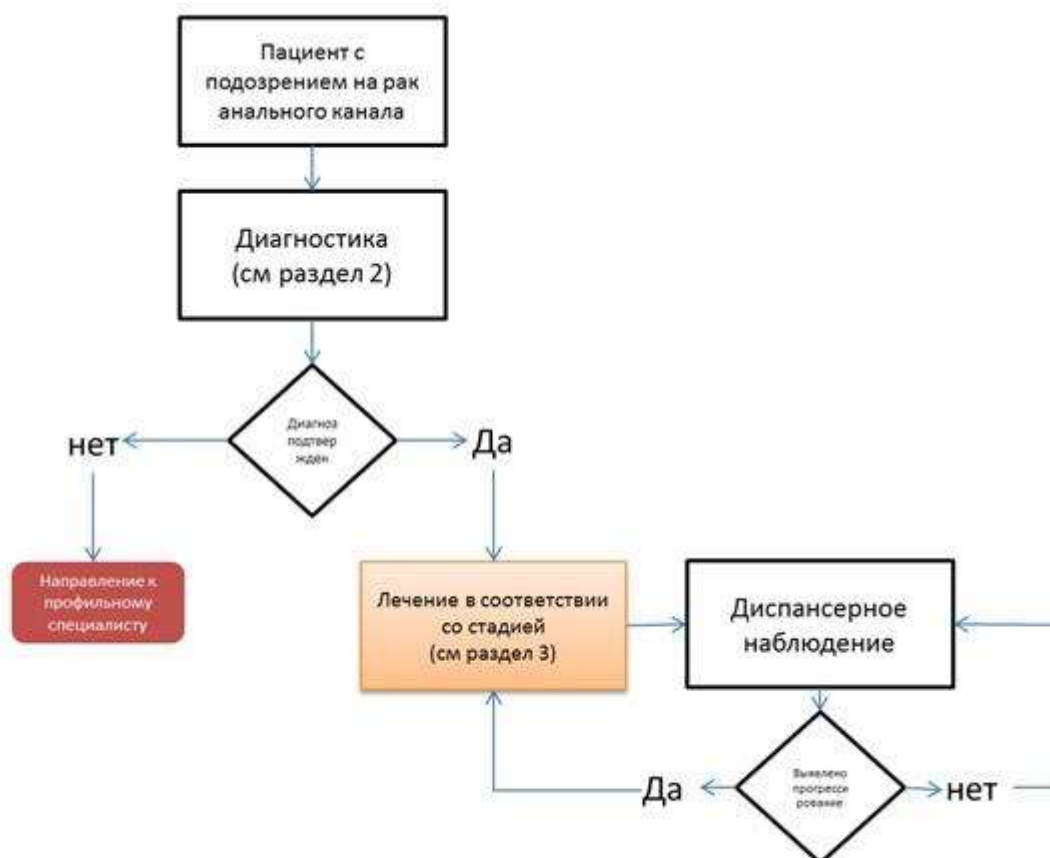 Пациент с
подозрением на рак
анального канала
Диагностика
(см раздел 2)
Диагноз
подтвер
жден
нет
Да
Направление к
профильному
специалисту
Лечение в соответствии
со стадией
(см раздел 3)
Диспансерное
наблюдение
Выявлено
прогресси
рование
Да
нет